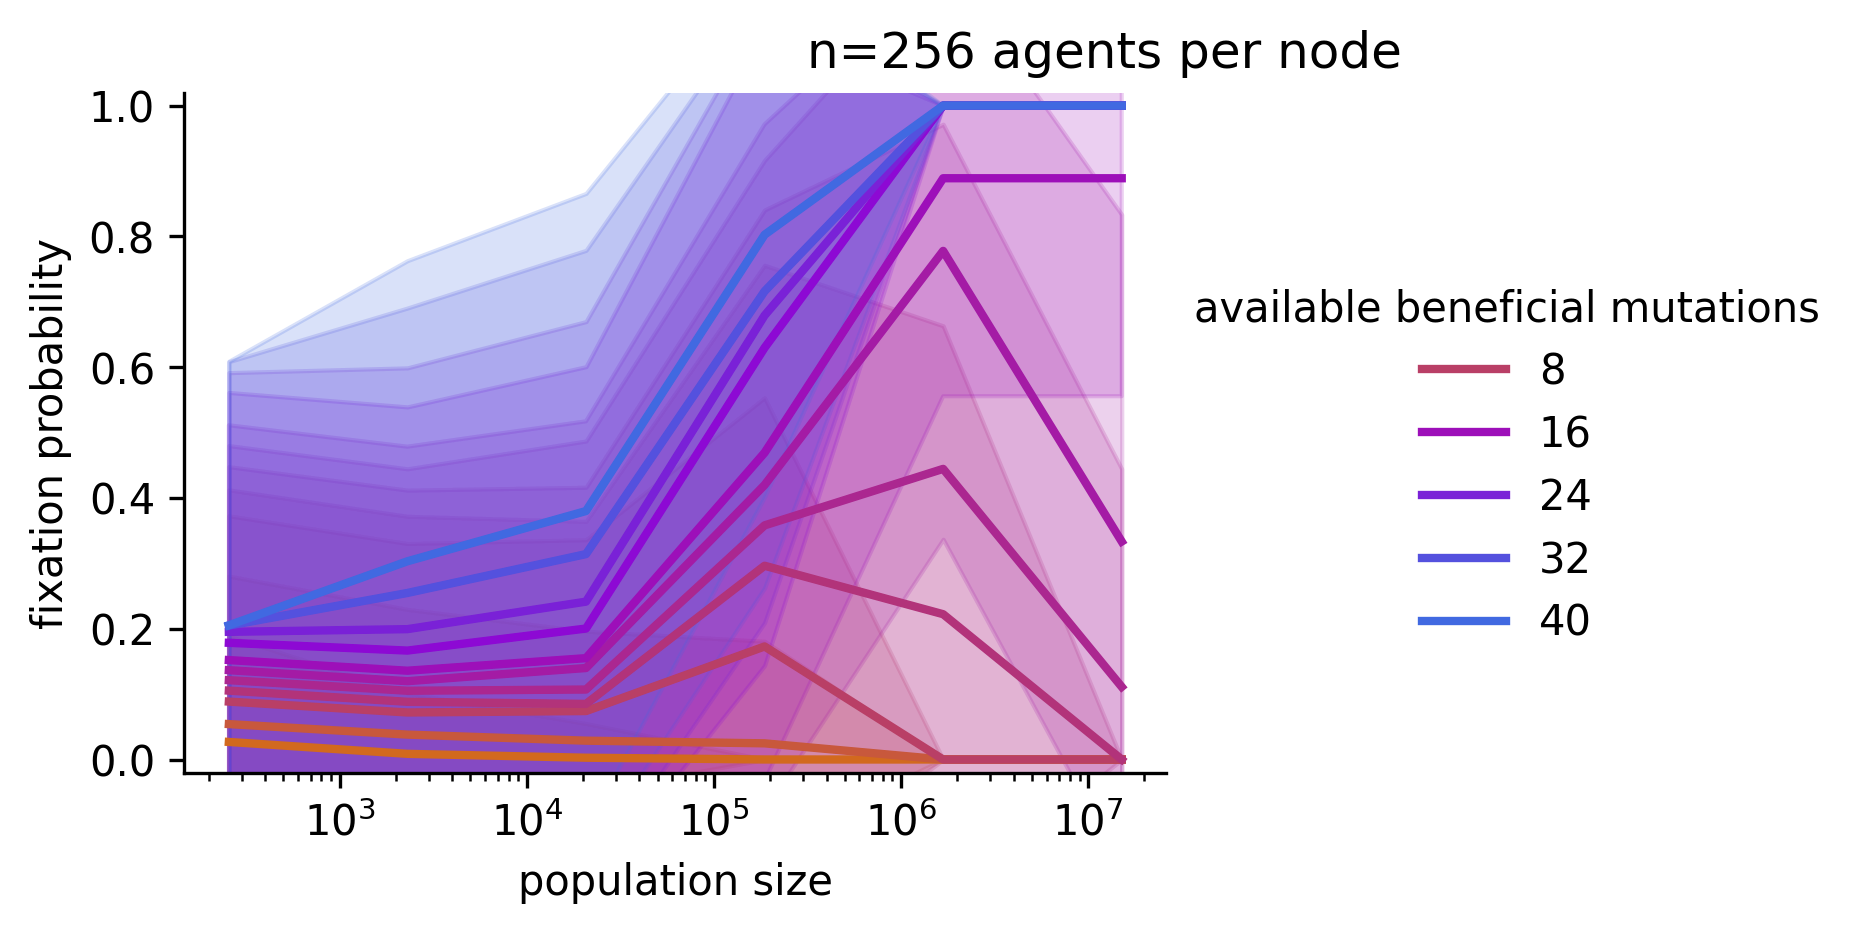 n=256 agents per node
1.0
0.8
0.6
0.4
0.2
0.0
fixation probability
10³ 10⁴ 10⁵ 10⁶ 10⁷
population size
available beneficial mutations
8
16
24
32
40